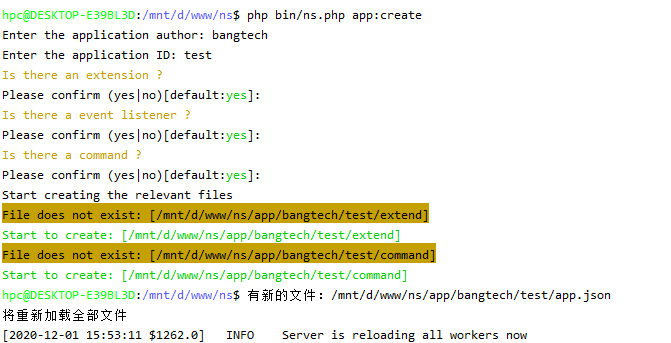 hpc@DESKTOP-E39BL3D:/mnt/d/www/ns$ php bin/ns.php app:create
Enter the application author: bangtech
Enter the application ID: test
Is there an extension ?
Please confirm (yes|no)[default:yes]:
Is there a event listener ?
Please confirm (yes|no)[default:yes]:
Is there a command ?
Please confirm (yes|no)[default:yes]:
Start creating the relevant files
File does not exist: [/mnt/d/www/ns/app/bangtech/test/extend]
Start to create: [/mnt/d/www/ns/app/bangtech/test/extend]
File does not exist: [/mnt/d/www/ns/app/bangtech/test/command]
Start to create: [/mnt/d/www/ns/app/bangtech/test/command]
hpc@DESKTOP-E39BL3D:/mnt/d/www/ns$ 有新的文件: /mnt/d/www/ns/app/bangtech/test/app.json
将重新加载全部文件
[2020-12-01 15:53:11 $1262.0]   INFO    Server is reloading all workers now